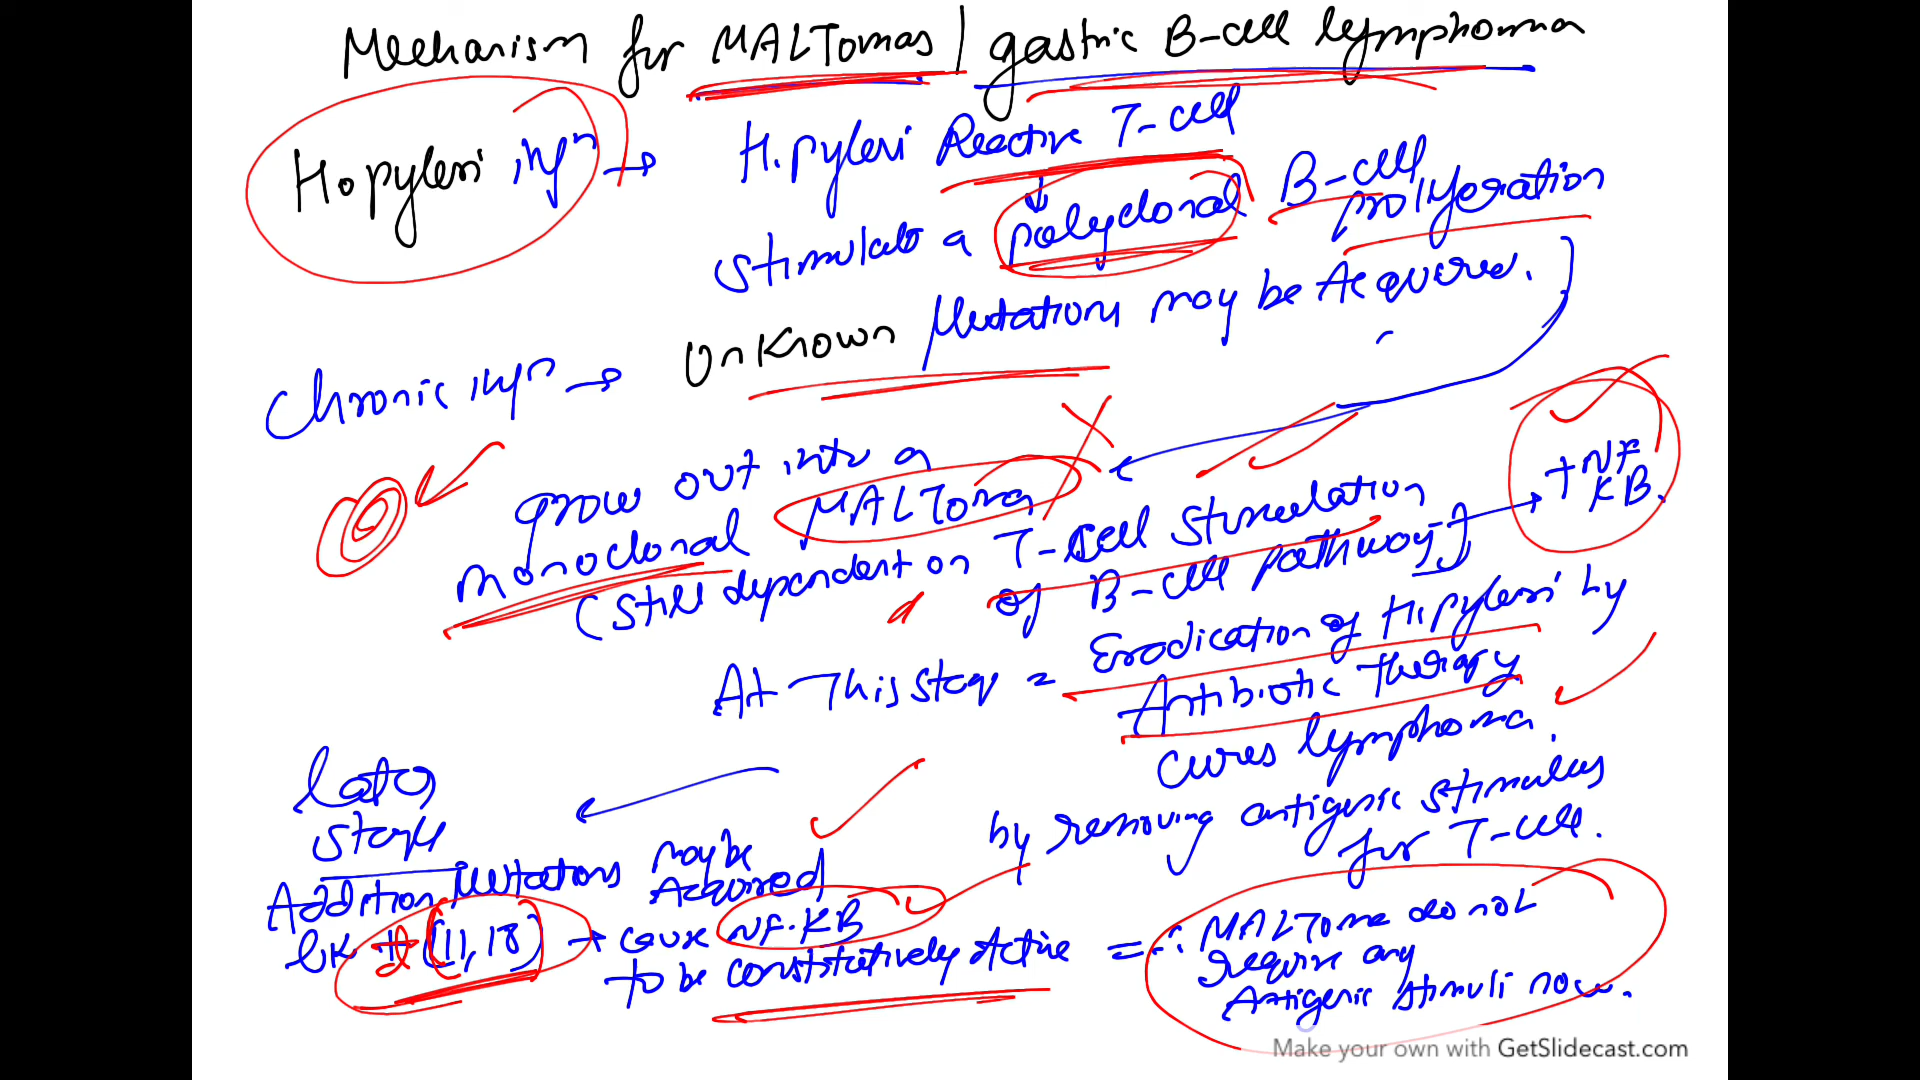 Mechanism for MALTomas / gastric B-cell lymphoma
H. pylori infn → H. pylori Reactive T-cell
↓
stimulate a polyclonal B-cell proliferation
Chronic infn → Unknown Mutations may be Acquired.
grow out into a
monoclonal MALToma
(still dependent on T-cell stimulation
of B-cell pathway) → + NF
KB.
At This stage = Eradication of H. pylori by
Antibiotic Therapy
cures lymphoma.
by removing antigenic stimulus
for T-cell.
later
stage
Addition Mutations may be
Acquired
like t (11, 18) → cause NF-KB
to be constitutively active = ∴ MALToma do not
require any
Antigenic stimuli now.
Make your own with GetSlidecast.com